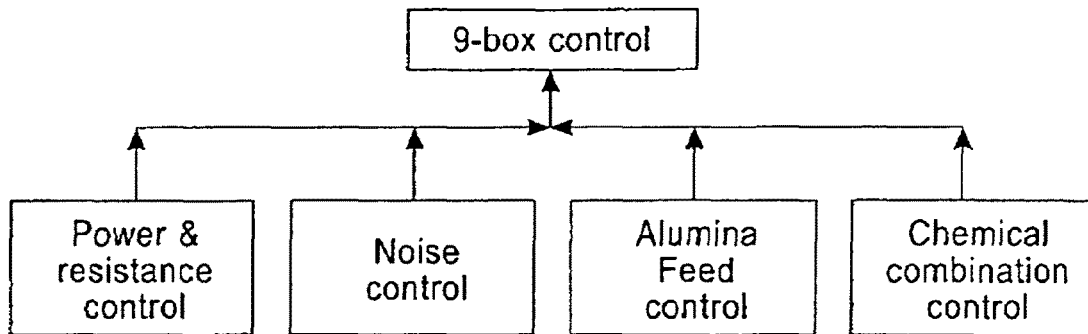 9-box control
Power &
resistance
control
Noise
control
Alumina
Feed
control
Chemical
combination
control